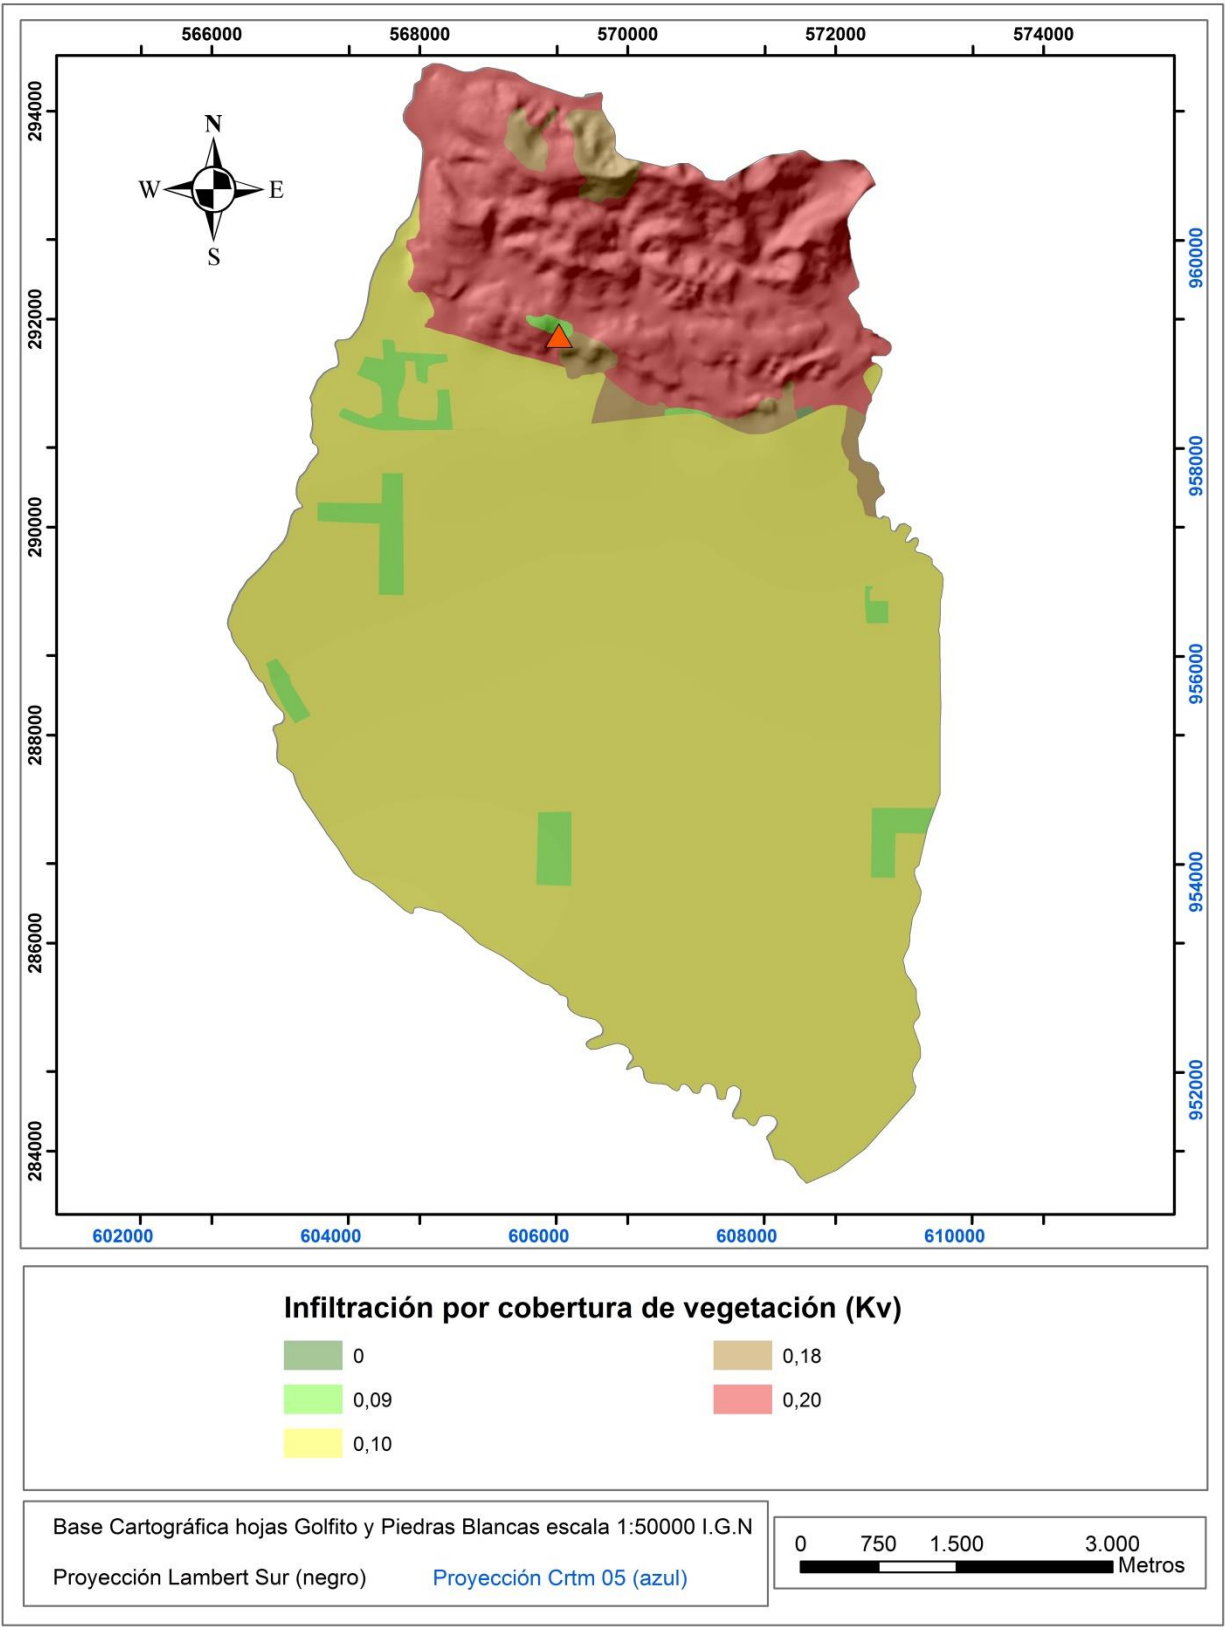 566000 568000 570000 572000 574000
294000
292000
290000
288000
286000
284000
N
W E
S
960000
958000
956000
954000
952000
602000 604000 606000 608000 610000
Infiltración por cobertura de vegetación (Kv)
0 0,18
0,09 0,20
0,10
Base Cartográfica hojas Golfito y Piedras Blancas escala 1:50000 I.G.N
Proyección Lambert Sur (negro) Proyección Crtm 05 (azul)
0 750 1.500 3.000
Metros